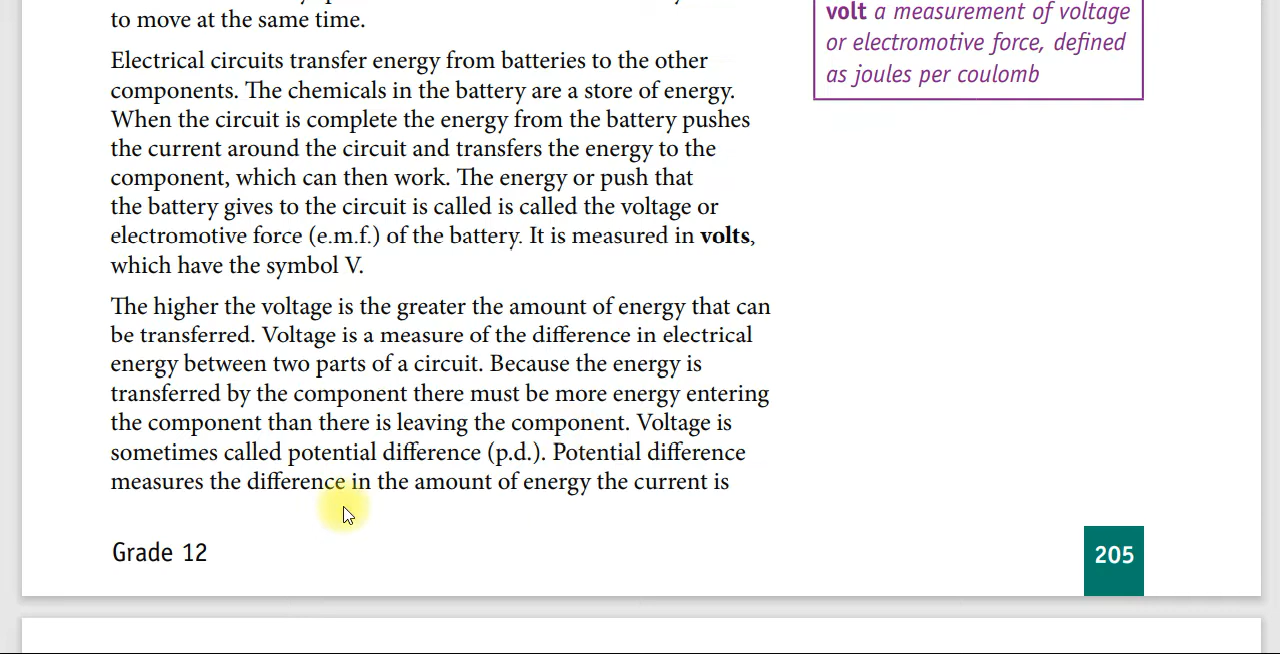 to move at the same time.
Electrical circuits transfer energy from batteries to the other
components. The chemicals in the battery are a store of energy.
When the circuit is complete the energy from the battery pushes
the current around the circuit and transfers the energy to the
component, which can then work. The energy or push that
the battery gives to the circuit is called is called the voltage or
electromotive force (e.m.f.) of the battery. It is measured in volts,
which have the symbol V.
The higher the voltage is the greater the amount of energy that can
be transferred. Voltage is a measure of the difference in electrical
energy between two parts of a circuit. Because the energy is
transferred by the component there must be more energy entering
the component than there is leaving the component. Voltage is
sometimes called potential difference (p.d.). Potential difference
measures the difference in the amount of energy the current is
volt a measurement of voltage
or electromotive force, defined
as joules per coulomb
Grade 12
205